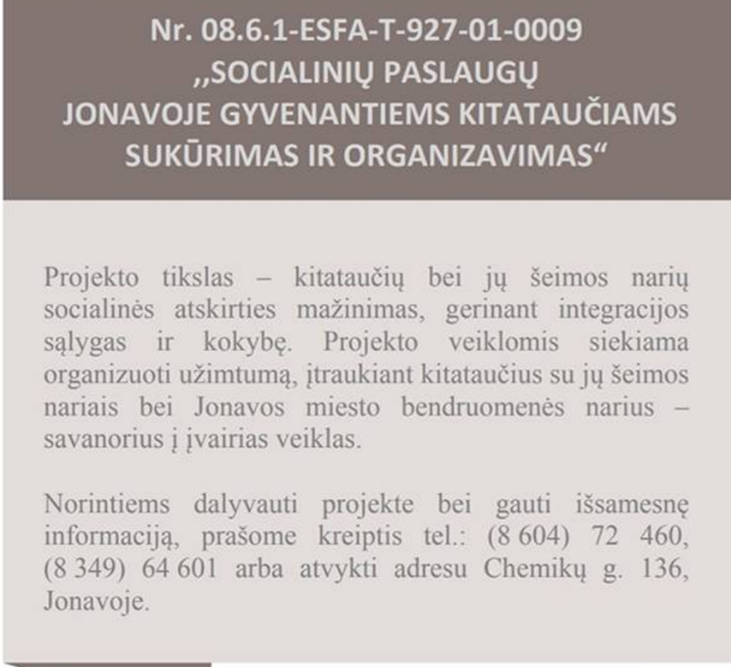 Nr. 08.6.1-ESFA-T-927-01-0009
,,SOCIALINIŲ PASLAUGŲ
JONAVOJE GYVENANTIEMS KITATAUČIAMS
SUKŪRIMAS IR ORGANIZAVIMAS“
Projekto tikslas – kitataučių bei jų šeimos narių
socialinės atskirties mažinimas, gerinant integracijos
sąlygas ir kokybę. Projekto veiklomis siekiama
organizuoti užimtumą, įtraukiant kitataučius su jų šeimos
nariais bei Jonavos miesto bendruomenės narius –
savanorius į įvairias veiklas.
Norintiems dalyvauti projekte bei gauti išsamesnę
informaciją, prašome kreiptis tel.: (8 604) 72 460,
(8 349) 64 601 arba atvykti adresu Chemikų g. 136,
Jonavoje.